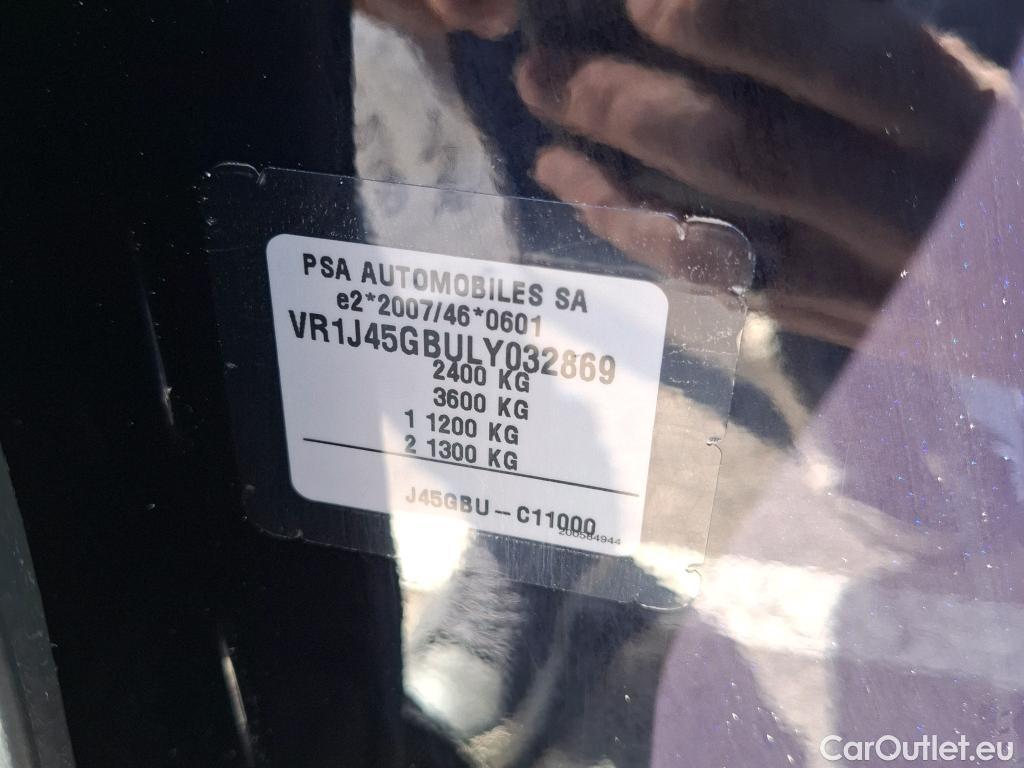 PSA AUTOMOBILES SA
e2*2007/46*0601
VR1J45GBULY032869
2400 KG
3600 KG
1 1200 KG
2 1300 KG
J45GBU-C11000
200584944
CarOutlet.eu